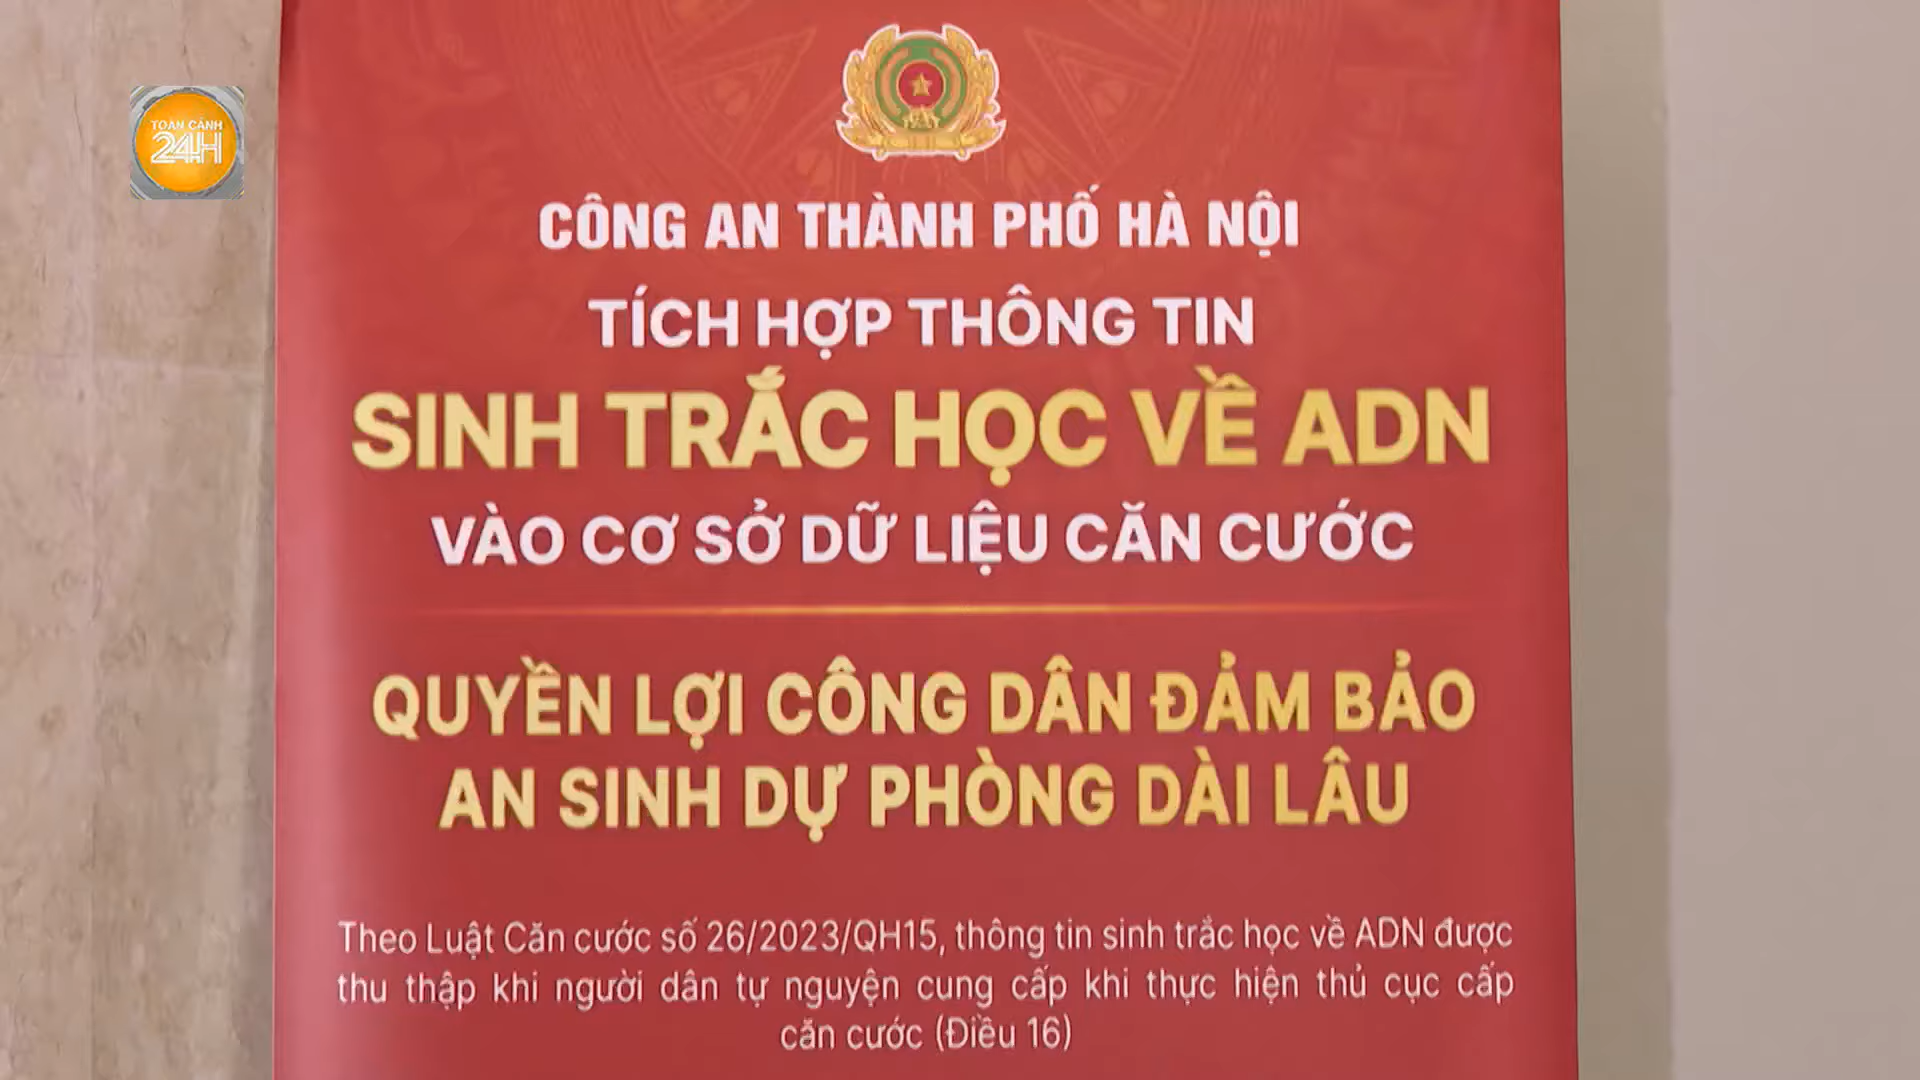 TOÀN CẢNH
24H
CÔNG AN THÀNH PHỐ HÀ NỘI
TÍCH HỢP THÔNG TIN
SINH TRẮC HỌC VỀ ADN
VÀO CƠ SỞ DỮ LIỆU CĂN CƯỚC
QUYỀN LỢI CÔNG DÂN ĐẢM BẢO
AN SINH DỰ PHÒNG DÀI LÂU
Theo Luật Căn cước số 26/2023/QH15, thông tin sinh trắc học về ADN được
thu thập khi người dân tự nguyện cung cấp khi thực hiện thủ cục cấp
căn cước (Điều 16)